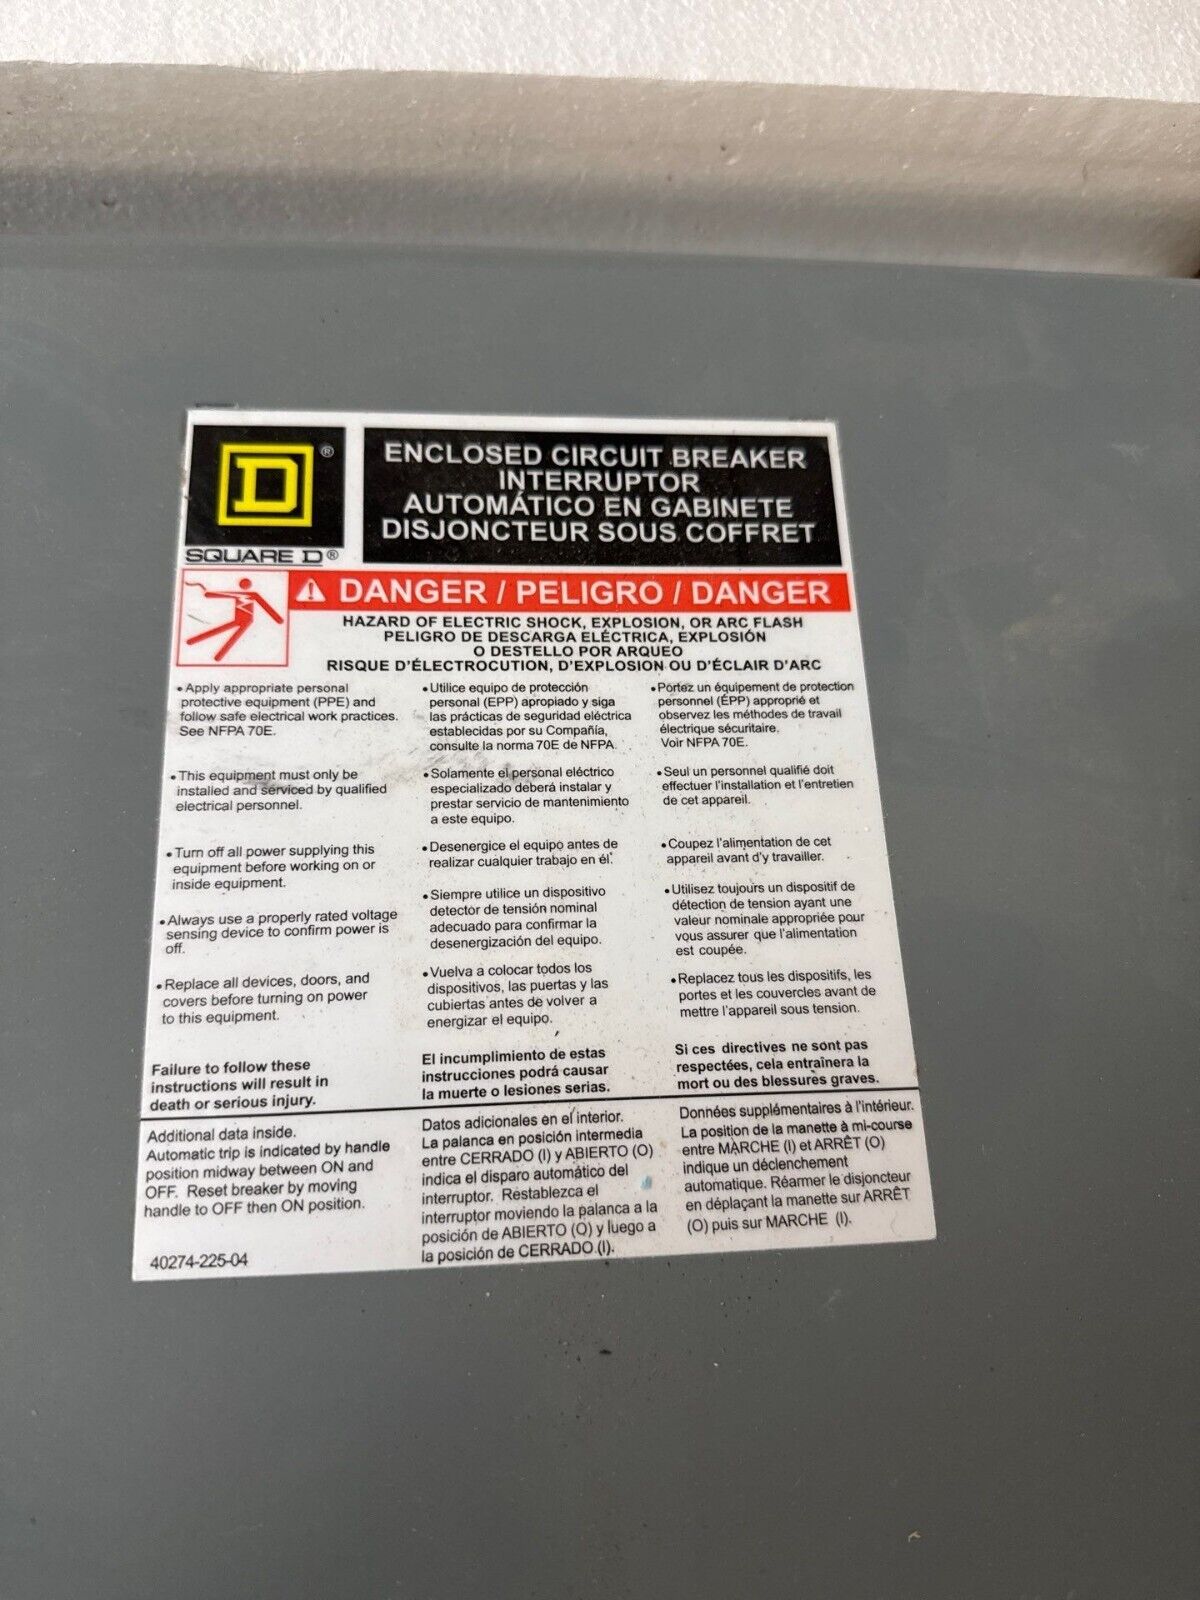 D ®
SQUARE D®
ENCLOSED CIRCUIT BREAKER
INTERRUPTOR
AUTOMÁTICO EN GABINETE
DISJONCTEUR SOUS COFFRET
DANGER / PELIGRO / DANGER
HAZARD OF ELECTRIC SHOCK, EXPLOSION, OR ARC FLASH
PELIGRO DE DESCARGA ELÉCTRICA, EXPLOSIÓN
O DESTELLO POR ARQUEO
RISQUE D'ÉLECTROCUTION, D'EXPLOSION OU D'ÉCLAIR D'ARC
• Apply appropriate personal
protective equipment (PPE) and
follow safe electrical work practices.
See NFPA 70E.
• This equipment must only be
installed and serviced by qualified
electrical personnel.
• Turn off all power supplying this
equipment before working on or
inside equipment.
• Always use a properly rated voltage
sensing device to confirm power is
off.
• Replace all devices, doors, and
covers before turning on power
to this equipment.
Failure to follow these
instructions will result in
death or serious injury.
• Utilice equipo de protección
personal (EPP) apropiado y siga
las prácticas de seguridad eléctrica
establecidas por su Compañía,
consulte la norma 70E de NFPA.
• Solamente el personal eléctrico
especializado deberá instalar y
prestar servicio de mantenimiento
a este equipo.
• Desenergice el equipo antes de
realizar cualquier trabajo en él.
• Siempre utilice un dispositivo
detector de tensión nominal
adecuado para confirmar la
desenergización del equipo.
• Vuelva a colocar todos los
dispositivos, las puertas y las
cubiertas antes de volver a
energizar el equipo.
El incumplimiento de estas
instrucciones podrá causar
la muerte o lesiones serias.
• Portez un équipement de protection
personnel (ÉPP) approprié et
observez les méthodes de travail
électrique sécuritaire.
Voir NFPA 70E.
• Seul un personnel qualifié doit
effectuer l'installation et l'entretien
de cet appareil.
• Coupez l'alimentation de cet
appareil avant d'y travailler.
• Utilisez toujours un dispositif de
détection de tension ayant une
valeur nominale appropriée pour
vous assurer que l'alimentation
est coupée.
• Replacez tous les dispositifs, les
portes et les couvercles avant de
mettre l'appareil sous tension.
Si ces directives ne sont pas
respectées, cela entraînera la
mort ou des blessures graves.
Additional data inside.
Automatic trip is indicated by handle
position midway between ON and
OFF. Reset breaker by moving
handle to OFF then ON position.
40274-225-04
Datos adicionales en el interior.
La palanca en posición intermedia
entre CERRADO (I) y ABIERTO (O)
indica el disparo automático del
interruptor. Restablezca el
interruptor moviendo la palanca a la
posición de ABIERTO (O) y luego a
la posición de CERRADO (I).
Données supplémentaires à l'intérieur.
La position de la manette à mi-course
entre MARCHE (I) et ARRÊT (O)
indique un déclenchement
automatique. Réarmer le disjoncteur
en déplaçant la manette sur ARRÊT
(O) puis sur MARCHE (I).